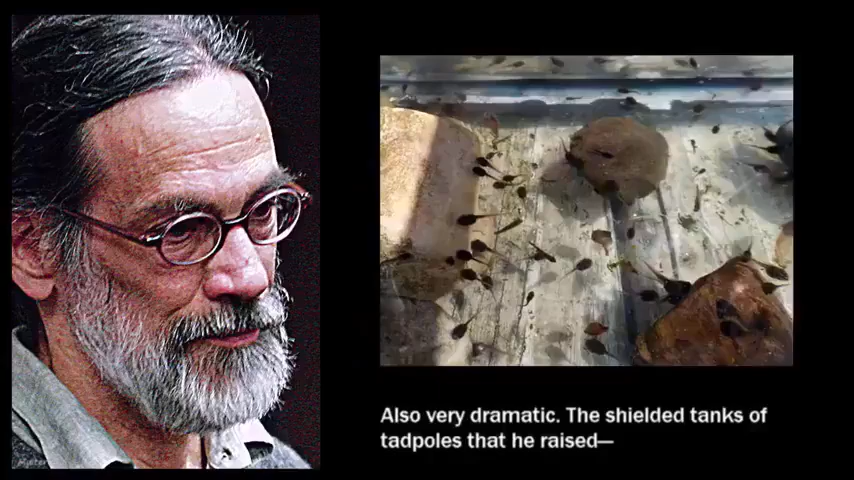 Also very dramatic. The shielded tanks of
tadpoles that he raised—